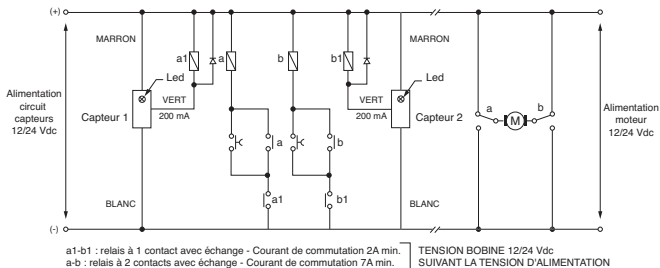 (+)
MARRON
a1
a
b
b1
MARRON
Led
Led
VERT
200 mA
VERT
200 mA
Capteur 1
Capteur 2
Alimentation
circuit
capteurs
12/24 Vdc
a
b
M
Alimentation
moteur
12/24 Vdc
a
b
a1
b1
BLANC
BLANC
(-)
a1-b1 : relais à 1 contact avec échange - Courant de commutation 2A min.
a-b : relais à 2 contacts avec échange - Courant de commutation 7A min.
TENSION BOBINE 12/24 Vdc
SUIVANT LA TENSION D'ALIMENTATION